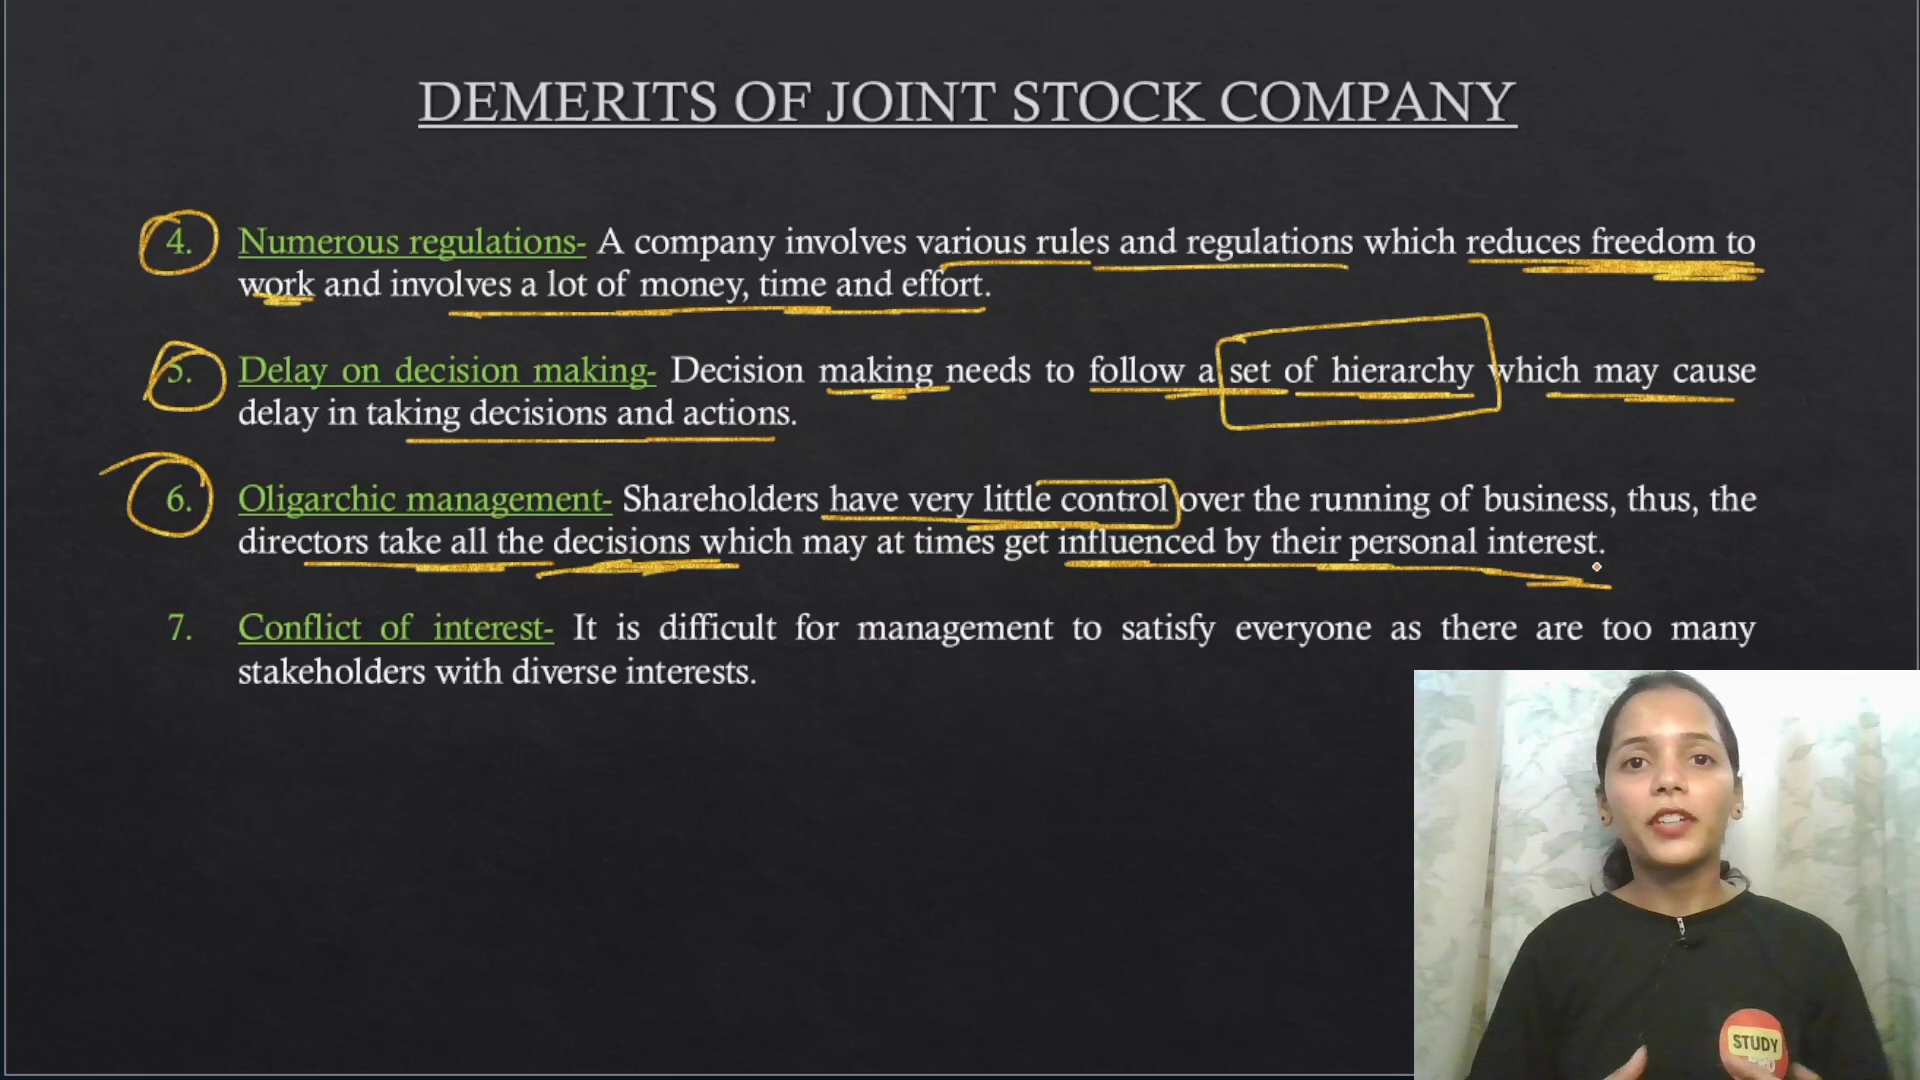 DEMERITS OF JOINT STOCK COMPANY
4. Numerous regulations- A company involves various rules and regulations which reduces freedom to
work and involves a lot of money, time and effort.
5. Delay on decision making- Decision making needs to follow a set of hierarchy which may cause
delay in taking decisions and actions.
6. Oligarchic management- Shareholders have very little control over the running of business, thus, the
directors take all the decisions which may at times get influenced by their personal interest.
7. Conflict of interest- It is difficult for management to satisfy everyone as there are too many
stakeholders with diverse interests.
STUDY